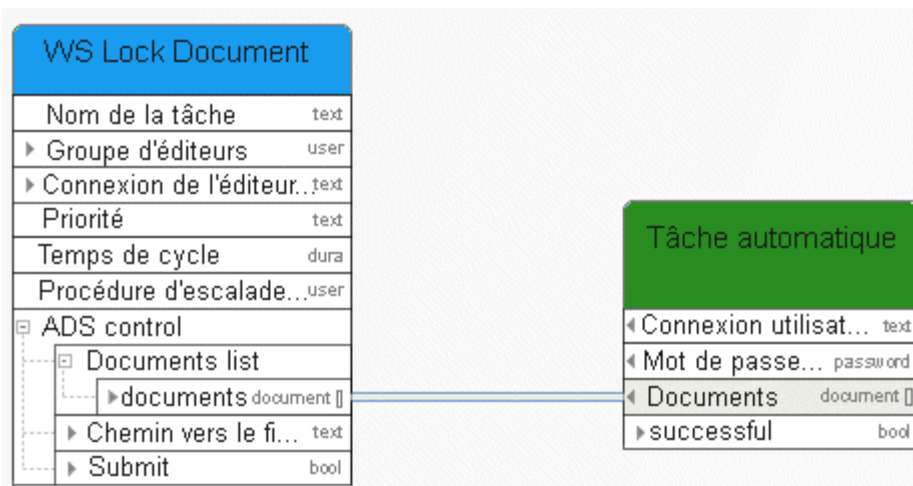 WS Lock Document
Nom de la tâche text
Groupe d'éditeurs user
Connexion de l'éditeur... text
Priorité text
Temps de cycle dura
Procédure d'escalade... user
ADS control
Documents list
documents document []
Chemin vers le fi... text
Submit bool
Tâche automatique
Connexion utilisat... text
Mot de passe... password
Documents document []
successful bool